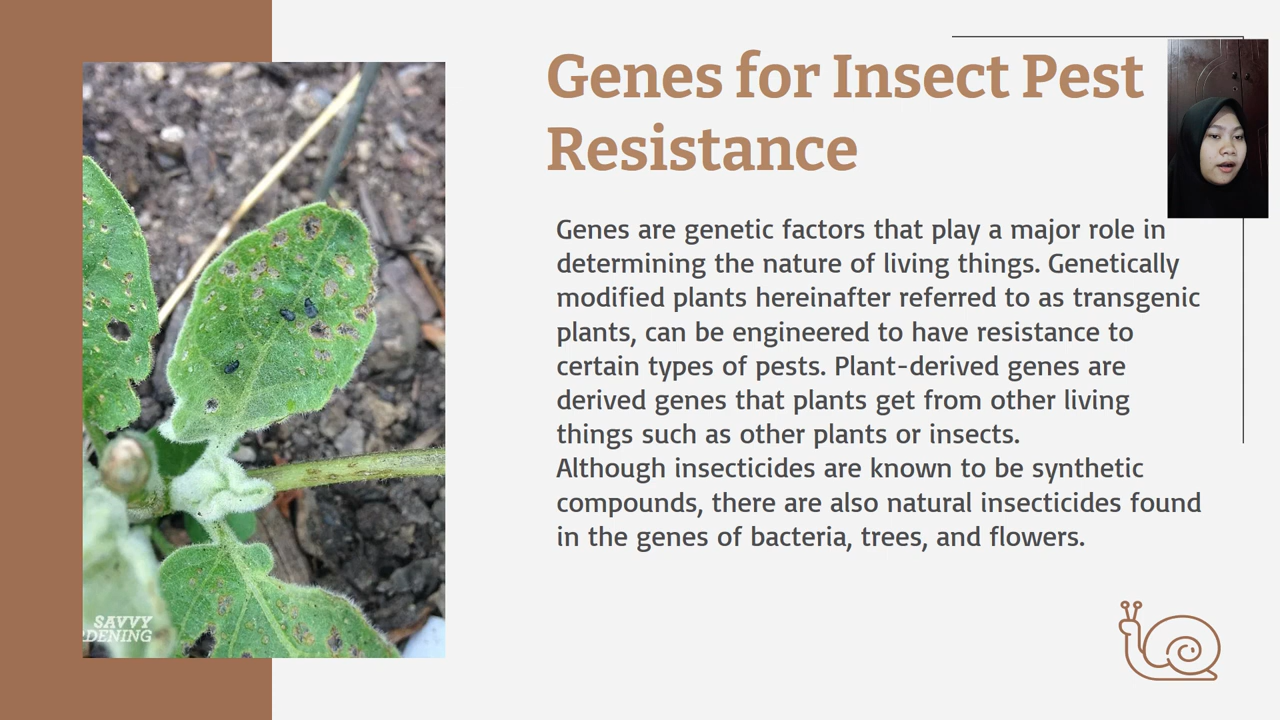 Genes for Insect Pest
Resistance
Genes are genetic factors that play a major role in
determining the nature of living things. Genetically
modified plants hereinafter referred to as transgenic
plants, can be engineered to have resistance to
certain types of pests. Plant-derived genes are
derived genes that plants get from other living
things such as other plants or insects.
Although insecticides are known to be synthetic
compounds, there are also natural insecticides found
in the genes of bacteria, trees, and flowers.
SAVVY
RDENING